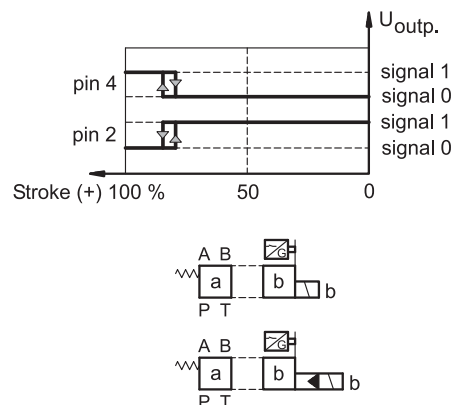 U outp.
pin 4
signal 1
signal 0
pin 2
signal 1
signal 0
Stroke (+) 100 % 50 0
A B
G
a b b
P T
A B
G
a b b
P T